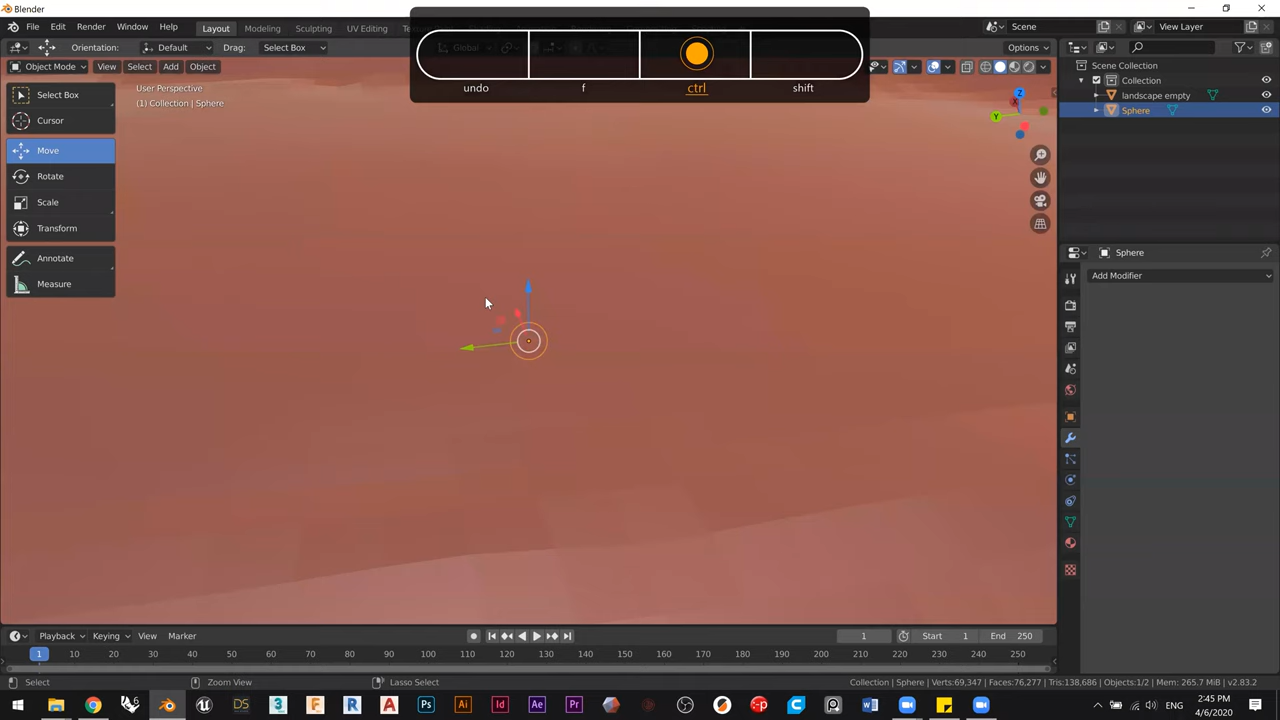 Blender
File Edit Render Window Help Layout Modeling Sculpting UV Editing Scene View Layer
Orientation: Default Drag: Select Box Global Options
Object Mode View Select Add Object
undo f ctrl shift
User Perspective
(1) Collection | Sphere
Select Box
Cursor
Move
Rotate
Scale
Transform
Annotate
Measure
Z
X
Y
Scene Collection
Collection
landscape empty
Sphere
Sphere
Add Modifier
Playback Keying View Marker 1 Start 1 End 250
1 10 20 30 40 50 60 70 80 90 100 110 120 130 140 150 160 170 180 190 200 210 220 230 240 250
Select Zoom View Lasso Select Collection | Sphere | Verts:69,347 | Faces:76,277 | Tris:138,686 | Objects:1/2 | Mem: 265.7 MiB | v2.83.2
2:45 PM
4/6/2020